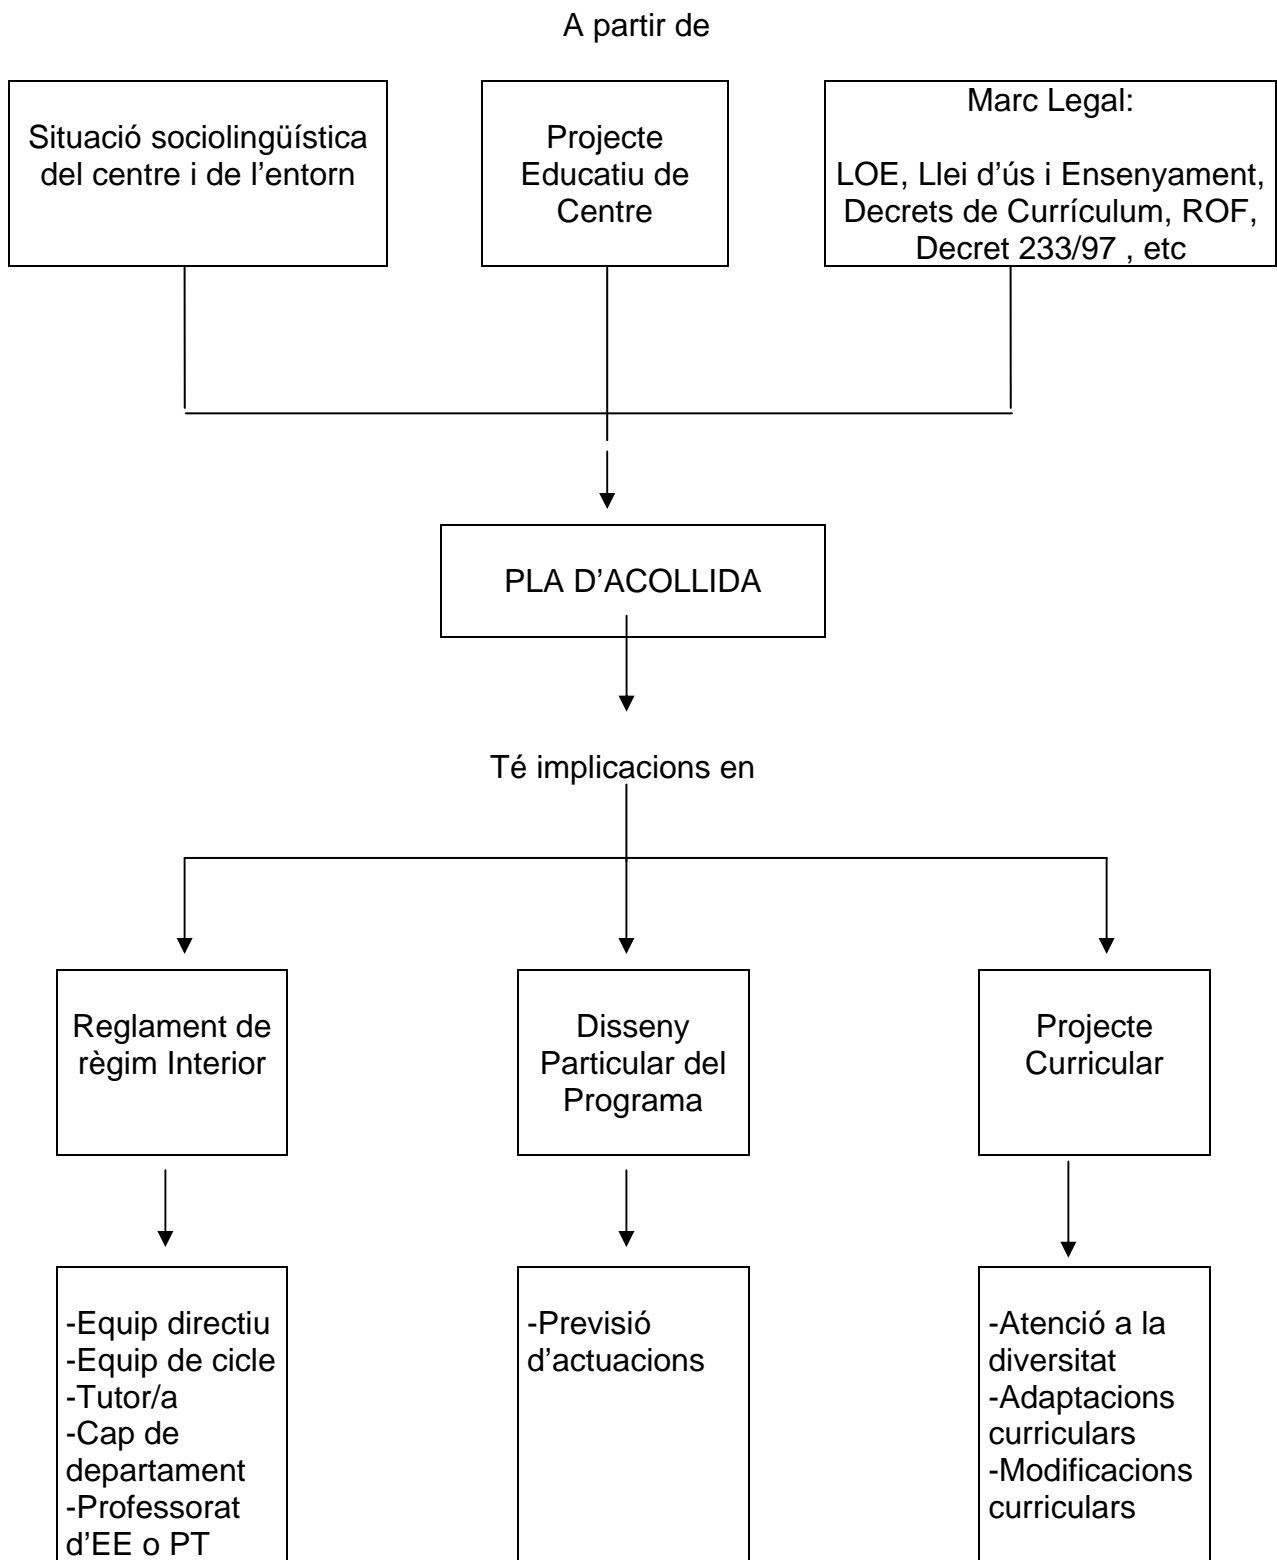 A partir de
Situació sociolingüística
del centre i de l'entorn
Projecte
Educatiu de
Centre
Marc Legal:
LOE, Llei d'ús i Ensenyament,
Decrets de Currículum, ROF,
Decret 233/97 , etc
PLA D'ACOLLIDA
Té implicacions en
Reglament de
règim Interior
Disseny
Particular del
Programa
Projecte
Curricular
-Equip directiu
-Equip de cicle
-Tutor/a
-Cap de
departament
-Professorat
d'EE o PT
-Previsió
d'actuacions
-Atenció a la
diversitat
-Adaptacions
curriculars
-Modificacions
curriculars